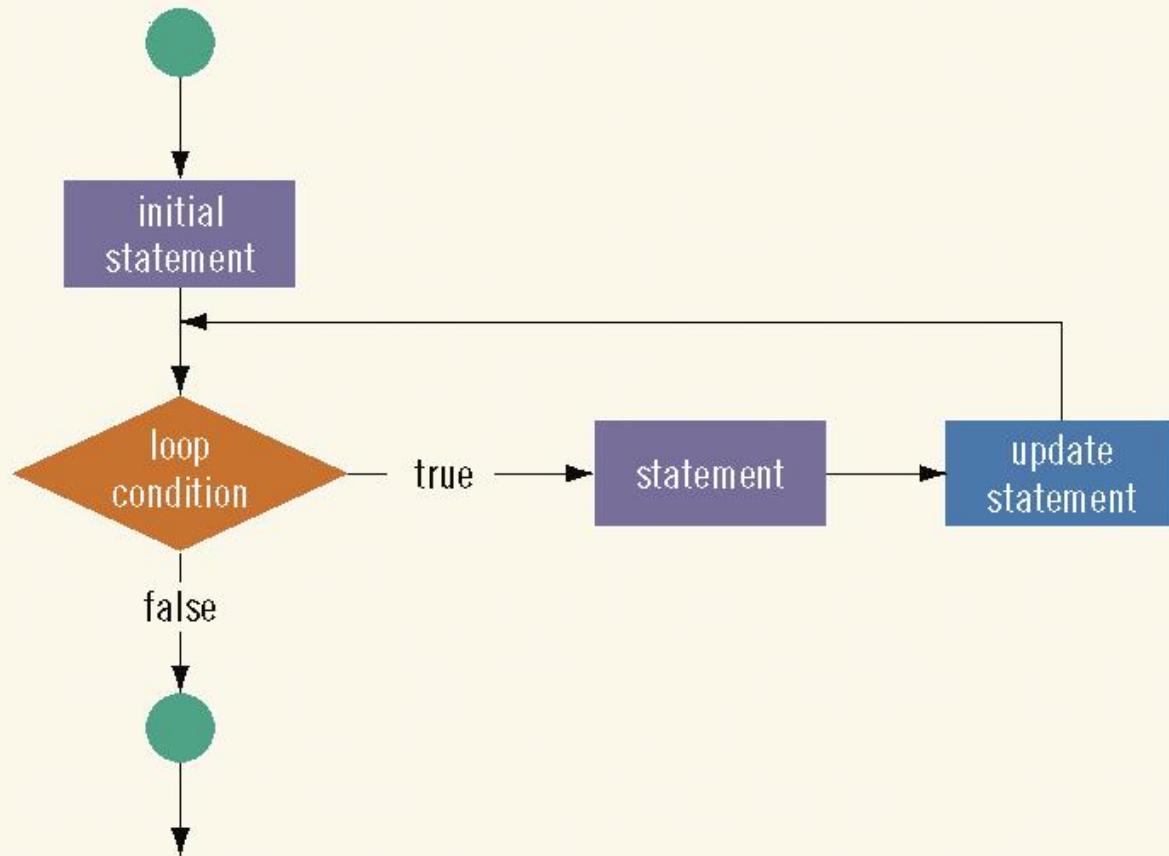 initial
statement
loop
condition
true
statement
update
statement
false